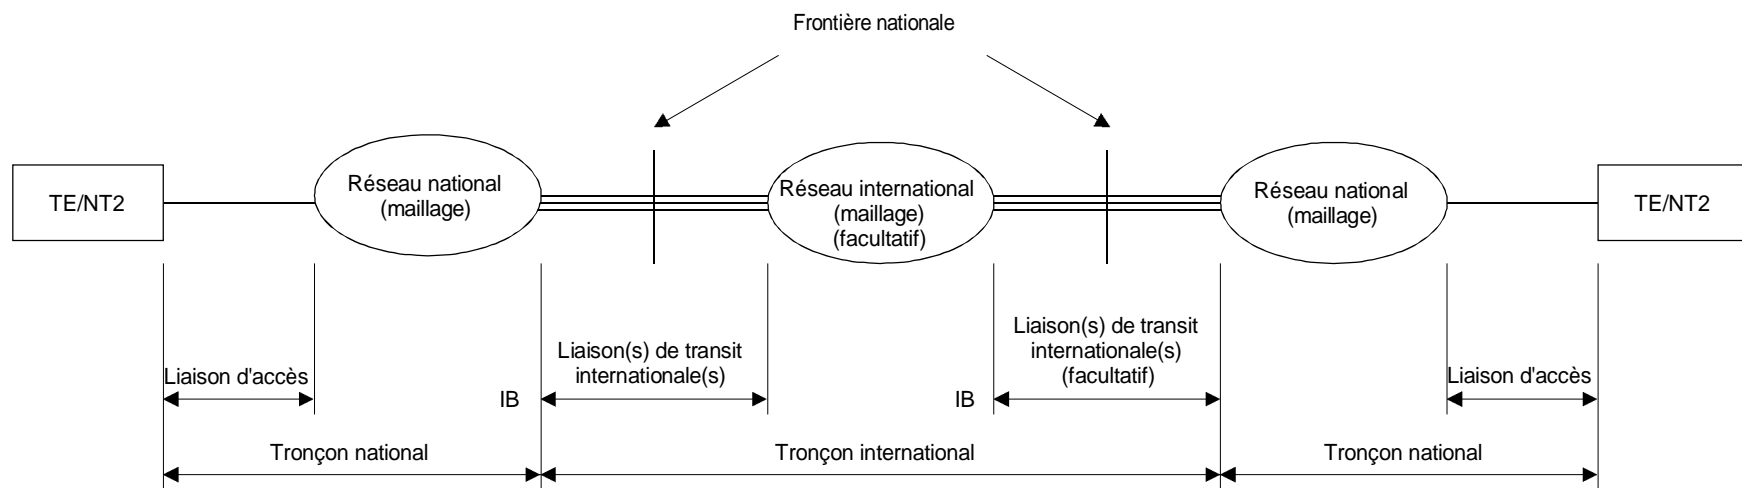 Frontière nationale
TE/NT2
Réseau national
(maillage)
Réseau international
(maillage)
(facultatif)
Réseau national
(maillage)
TE/NT2
Liaison d'accès
IB
Liaison(s) de transit
internationale(s)
IB
Liaison(s) de transit
internationale(s)
(facultatif)
Liaison d'accès
Tronçon national
Tronçon international
Tronçon national